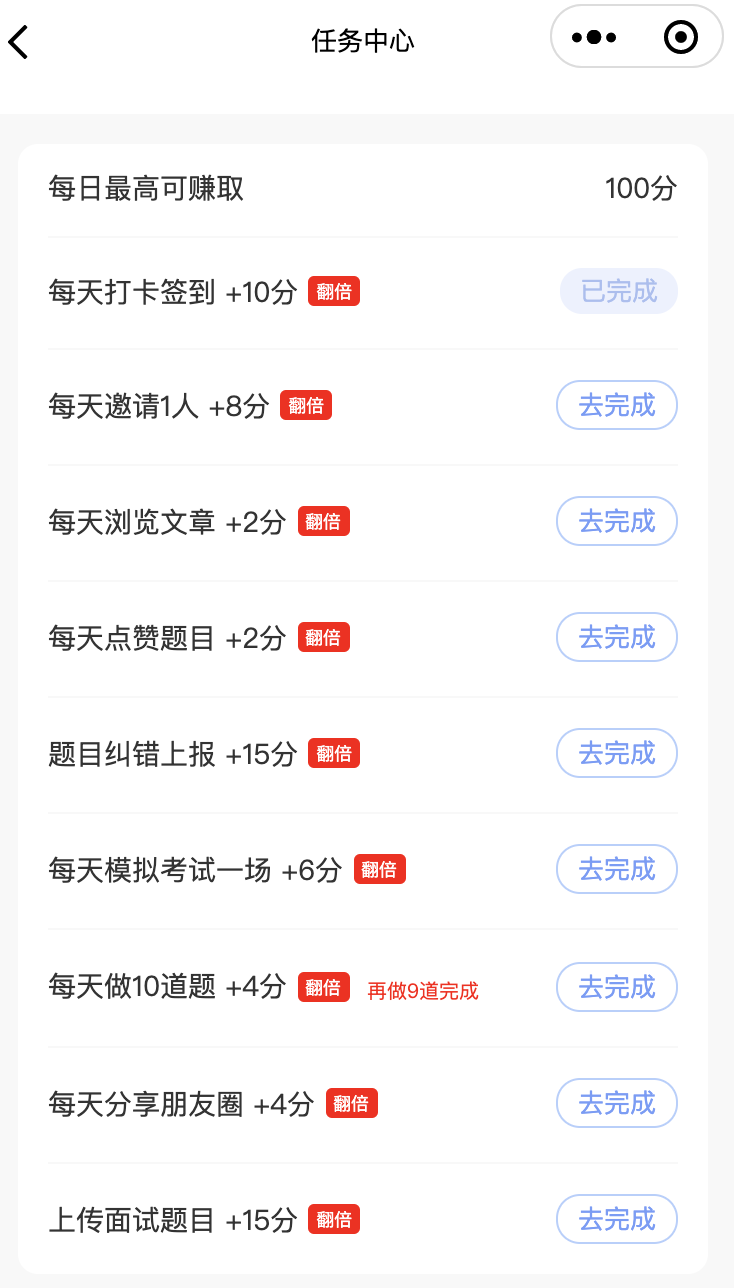 任务中心
每日最高可赚取 100分
每天打卡签到 +10分 翻倍 已完成
每天邀请1人 +8分 翻倍 去完成
每天浏览文章 +2分 翻倍 去完成
每天点赞题目 +2分 翻倍 去完成
题目纠错上报 +15分 翻倍 去完成
每天模拟考试一场 +6分 翻倍 去完成
每天做10道题 +4分 翻倍 再做9道完成 去完成
每天分享朋友圈 +4分 翻倍 去完成
上传面试题目 +15分 翻倍 去完成